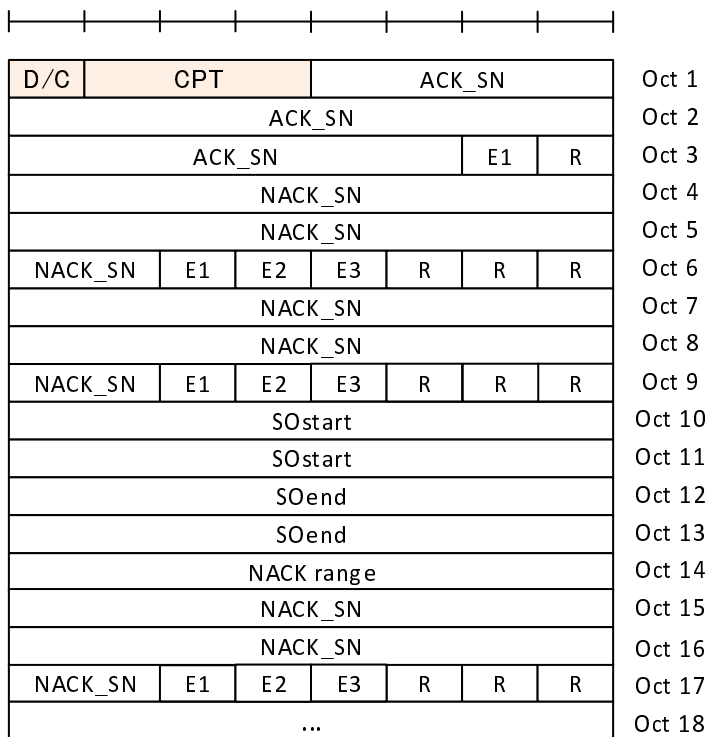 D/C CPT ACK_SN Oct 1
ACK_SN Oct 2
ACK_SN E1 R Oct 3
NACK_SN Oct 4
NACK_SN Oct 5
NACK_SN E1 E2 E3 R R R Oct 6
NACK_SN Oct 7
NACK_SN Oct 8
NACK_SN E1 E2 E3 R R R Oct 9
SOstart Oct 10
SOstart Oct 11
SOend Oct 12
SOend Oct 13
NACK range Oct 14
NACK_SN Oct 15
NACK_SN Oct 16
NACK_SN E1 E2 E3 R R R Oct 17
... Oct 18